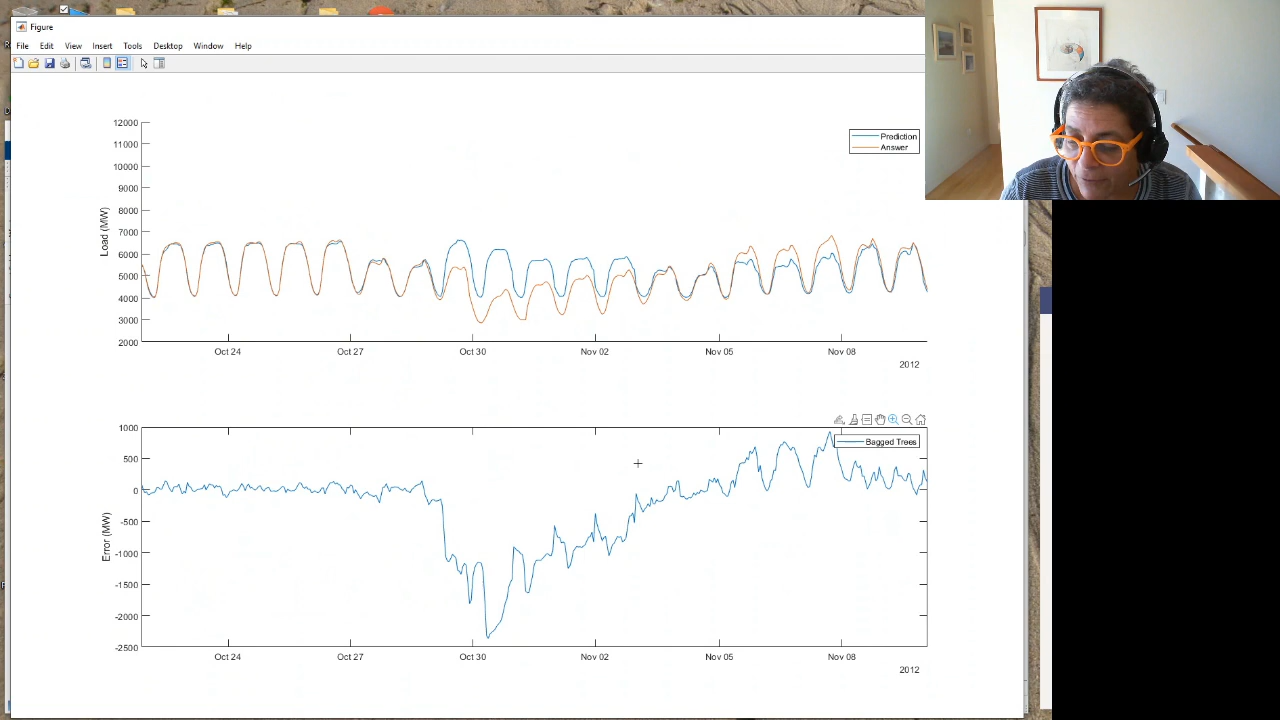 Figure
File Edit View Insert Tools Desktop Window Help
12000
11000
10000
9000
8000
7000
6000
5000
4000
3000
2000
Load (MW)
Prediction
Answer
Oct 24 Oct 27 Oct 30 Nov 02 Nov 05 Nov 08
2012
1000
500
0
-500
-1000
-1500
-2000
-2500
Error (MW)
Bagged Trees
Oct 24 Oct 27 Oct 30 Nov 02 Nov 05 Nov 08
2012